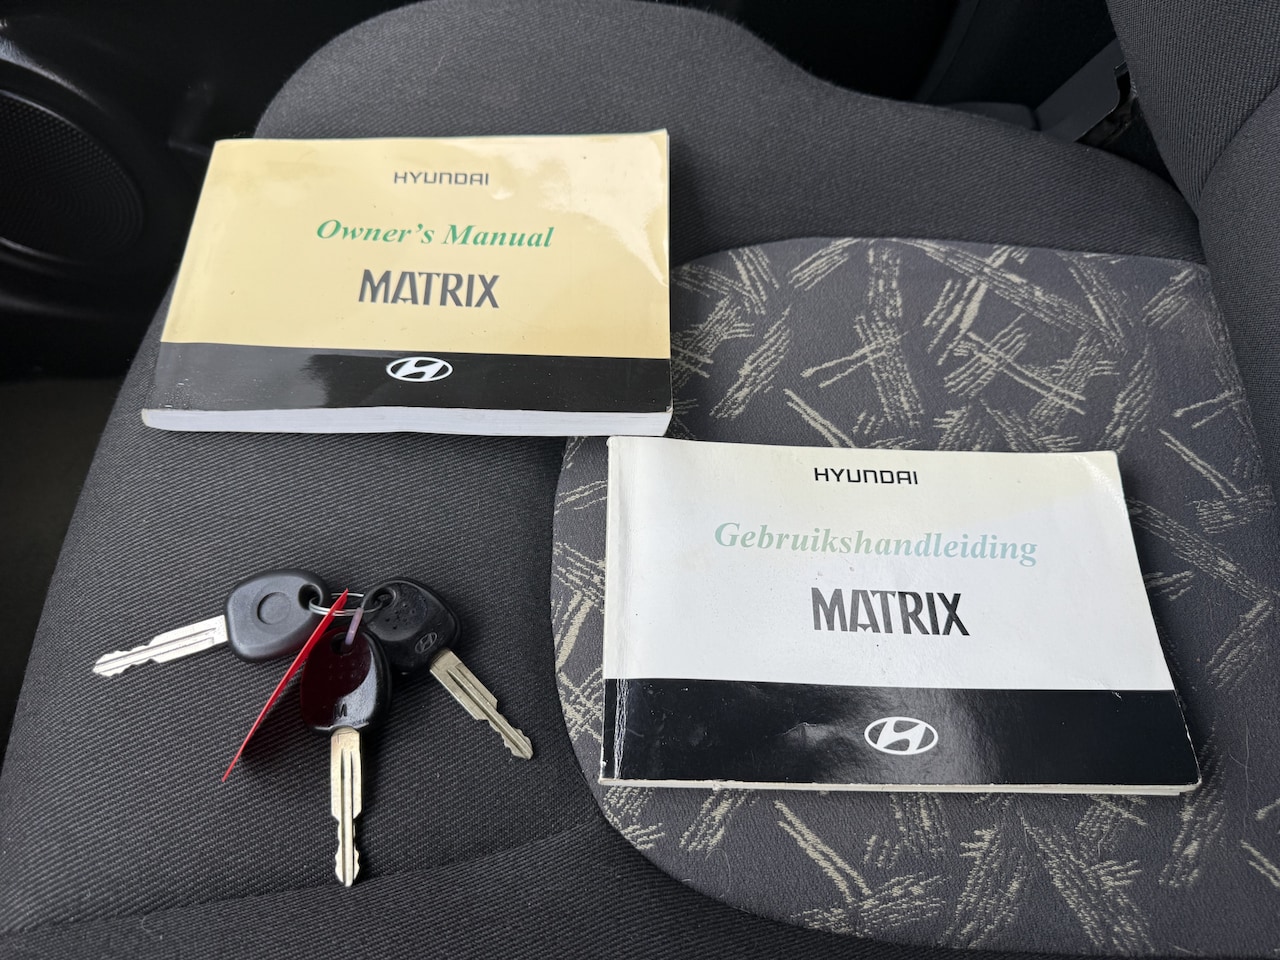 HYUNDAI
Owner's Manual
MATRIX
HYUNDAI
Gebruikshandleiding
MATRIX
M